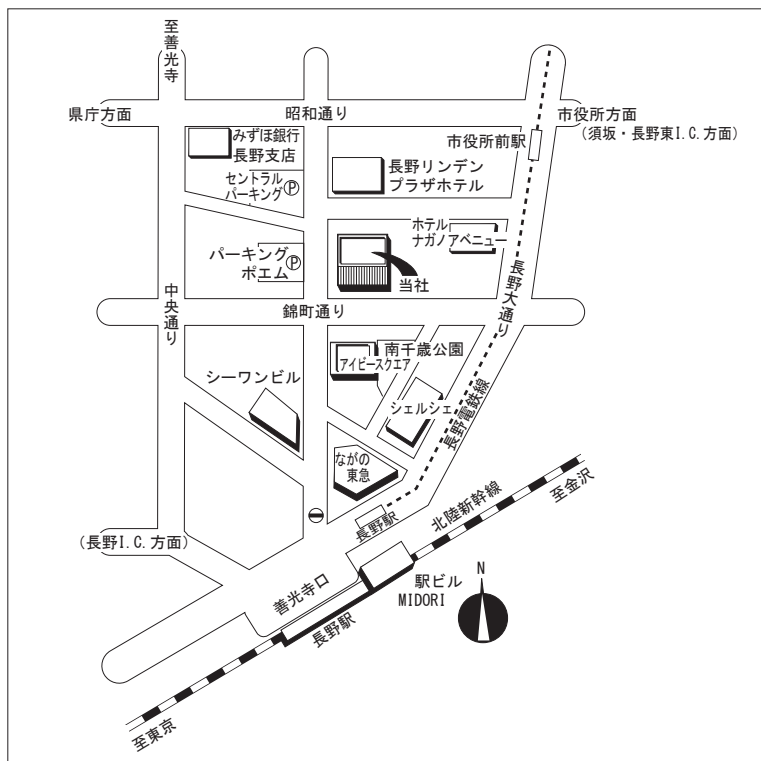 至善光寺
県庁方面
昭和通り
市役所方面
(須坂・長野東I.C.方面)
市役所前駅
みずほ銀行
長野支店
長野リンデン
プラザホテル
セントラル
パーキング
P
ホテル
ナガノアベニュー
パーキング
ポエム
P
当社
長野大通り
中央通り
錦町通り
南千歳公園
アイビースクエア
シーワンビル
シェルシェ
長野電鉄線
ながの
東急
長野駅
北陸新幹線
至金沢
(長野I.C.方面)
善光寺口
駅ビル
MIDORI
N
長野駅
至東京